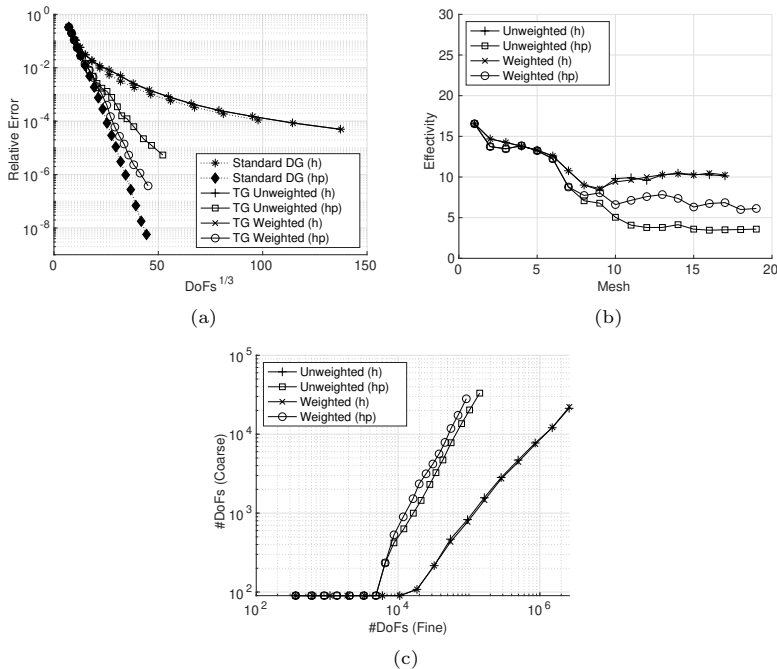 10^0
10^-2
10^-4
10^-6
10^-8
Relative Error
0
50
100
150
DoFs^1/3
Standard DG (h)
Standard DG (hp)
TG Unweighted (h)
TG Unweighted (hp)
TG Weighted (h)
TG Weighted (hp)
(a)
30
25
20
15
10
5
0
Effectivity
0
5
10
15
20
Mesh
Unweighted (h)
Unweighted (hp)
Weighted (h)
Weighted (hp)
(b)
10^5
10^4
10^3
10^2
#DoFs (Coarse)
10^2
10^4
10^6
#DoFs (Fine)
Unweighted (h)
Unweighted (hp)
Weighted (h)
Weighted (hp)
(c)